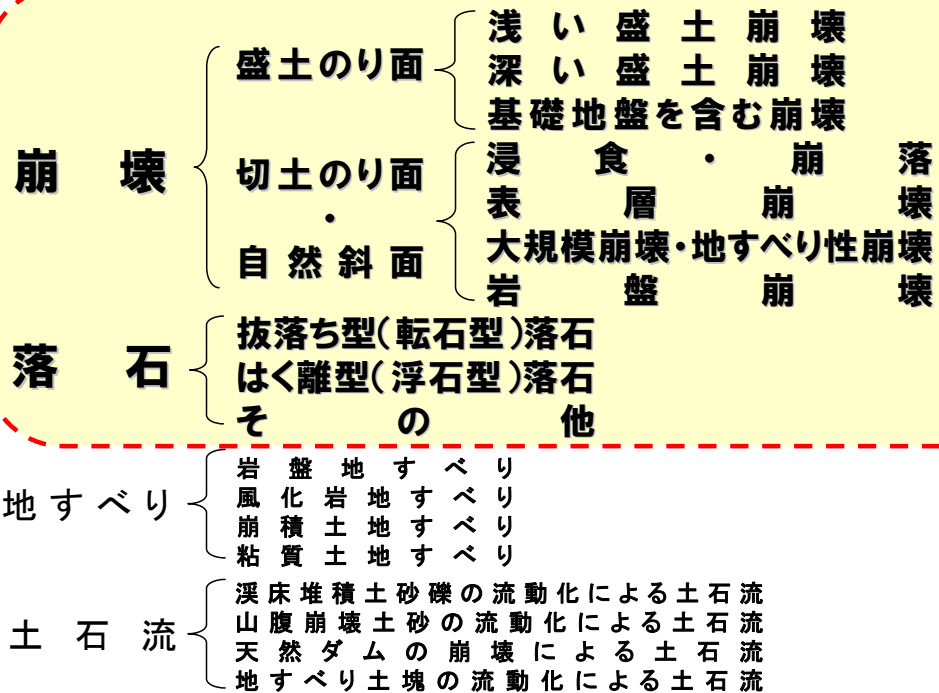 崩壊
盛土のり面
浅い盛土崩壊
深い盛土崩壊
基礎地盤を含む崩壊
切土のり面
・
自然斜面
浸食・崩落
表層崩壊
大規模崩壊・地すべり性崩壊
岩盤崩壊
落石
抜落ち型(転石型)落石
はく離型(浮石型)落石
その他
地すべり
岩盤地すべり
風化岩地すべり
崩積土地すべり
粘質土地すべり
土石流
渓床堆積土砂礫の流動化による土石流
山腹崩壊土砂の流動化による土石流
天然ダムの崩壊による土石流
地すべり土塊の流動化による土石流